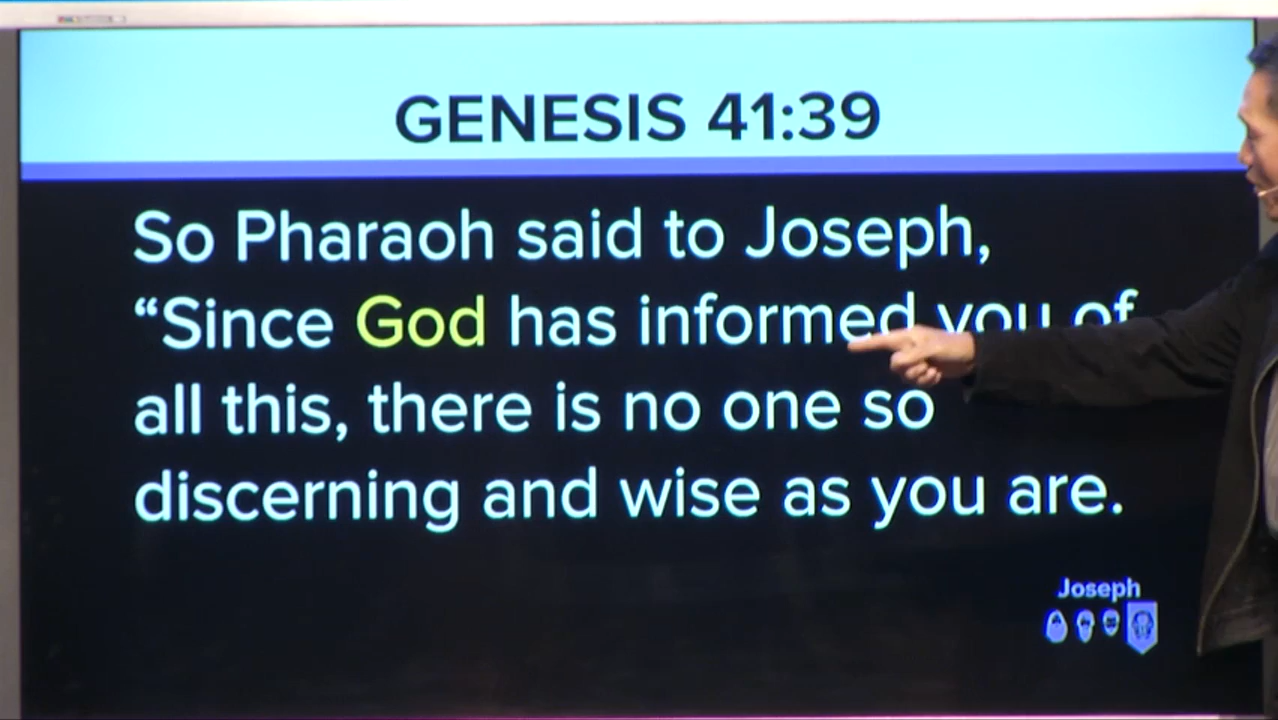 GENESIS 41:39
So Pharaoh said to Joseph,
“Since God has informed you of
all this, there is no one so
discerning and wise as you are.
Joseph